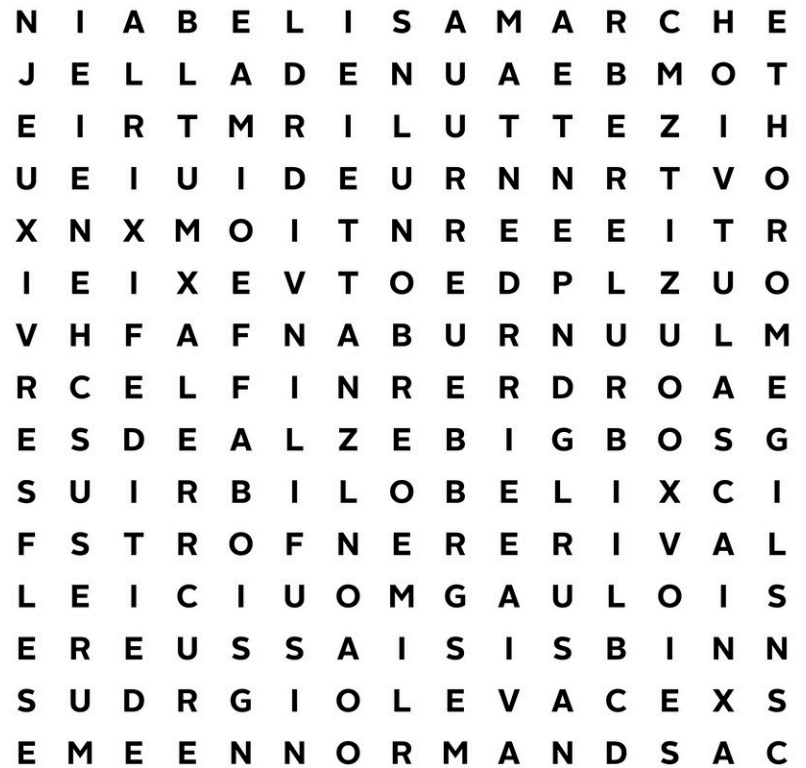 N I A B E L I S A M A R C H E
J E L L A D E N U A E B M O T
E I R T M R I L U T T E Z I H
U E I U I D E U R N N R T V O
X N X M O I T N R E E E I T R
I E I X E V T O E D P L Z U O
V H F A F N A B U R N U U L M
R C E L F I N R E R D R O A E
E S D E A L Z E B I G B O S G
S U I R B I L O B E L I X C I
F S T R O F N E R E R I V A L
L E I C I U O M G A U L O I S
E R E U S S A I S I S B I N N
S U D R G I O L E V A C E X S
E M E E N N O R M A N D S A C